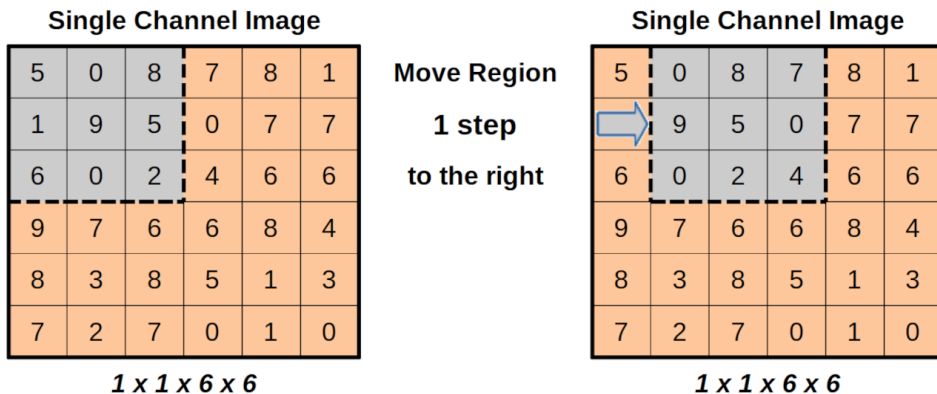 Single Channel Image
5 0 8 7 8 1
1 9 5 0 7 7
6 0 2 4 6 6
9 7 6 6 8 4
8 3 8 5 1 3
7 2 7 0 1 0
1 x 1 x 6 x 6
Move Region
1 step
to the right
Single Channel Image
5 0 8 7 8 1
9 5 0 7 7
6 0 2 4 6 6
9 7 6 6 8 4
8 3 8 5 1 3
7 2 7 0 1 0
1 x 1 x 6 x 6